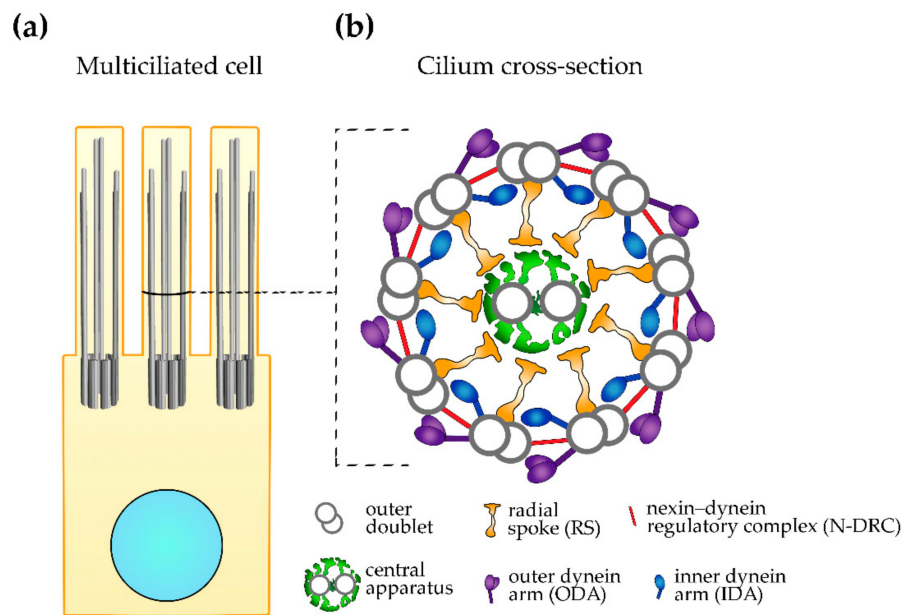 (a)
Multiciliated cell
(b)
Cilium cross-section
outer
doublet
radial
spoke (RS)
nexin–dynein
regulatory complex (N-DRC)
central
apparatus
outer dynein
arm (ODA)
inner dynein
arm (IDA)